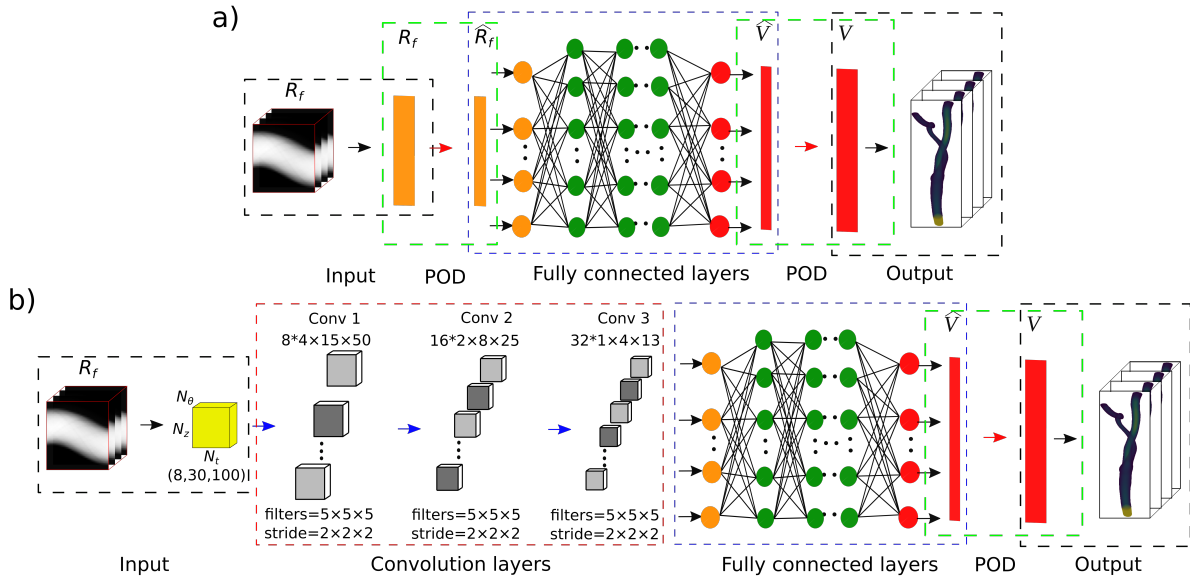 a)
R_f
R_f
\widehat{R}_f
\widehat{V}
V
Input
POD
Fully connected layers
POD
Output
b)
R_f
N_θ
N_z
N_t
(8,30,100)
Conv 1
8*4×15×50
Conv 2
16*2×8×25
Conv 3
32*1×4×13
filters=5×5×5
stride=2×2×2
filters=5×5×5
stride=2×2×2
filters=5×5×5
stride=2×2×2
\widehat{V}
V
Input
Convolution layers
Fully connected layers
POD
Output